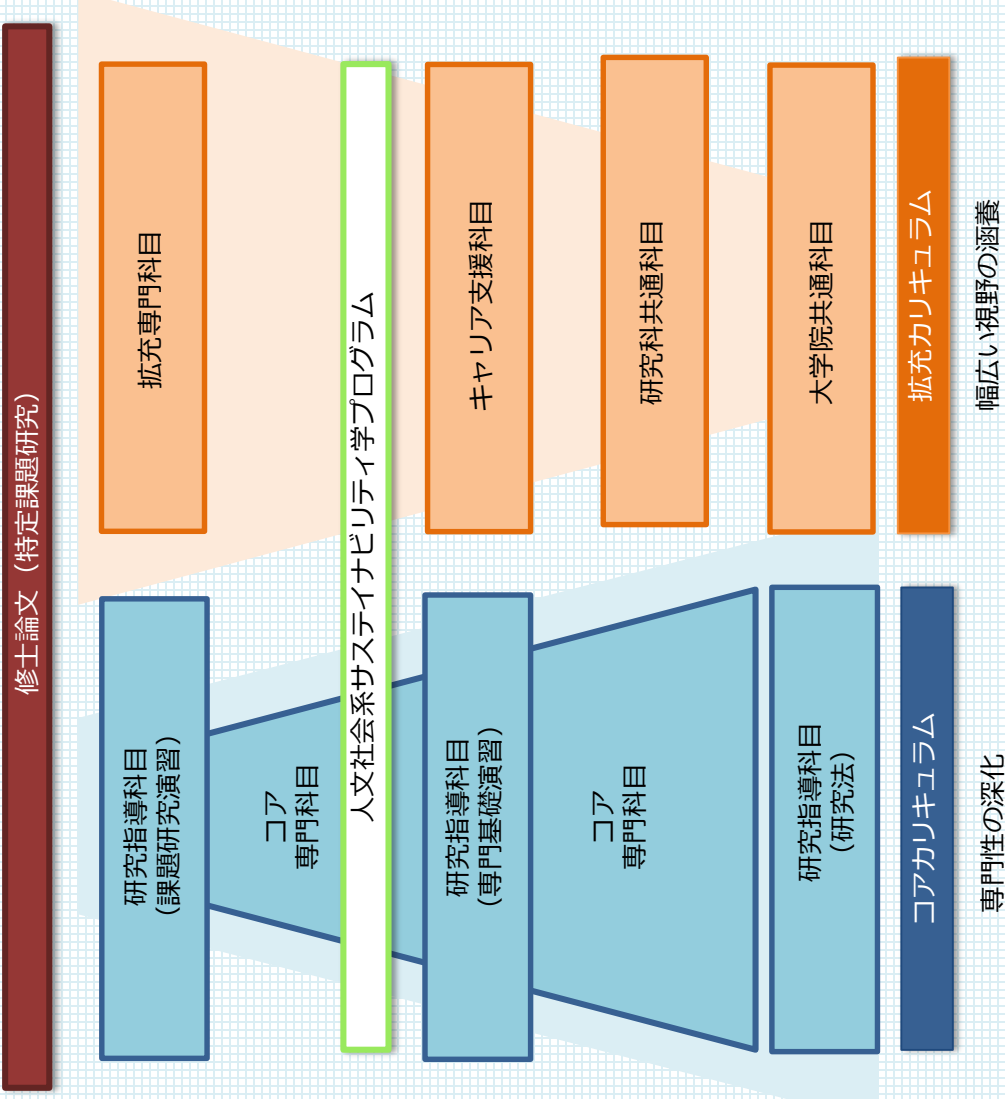 修士論文（特定課題研究）
研究指導科目
(課題研究演習)
拡充専門科目
コア
専門科目
人文社会系サステイナビリティ学プログラム
研究指導科目
(専門基礎演習)
キャリア支援科目
コア
専門科目
研究科共通科目
研究指導科目
(研究法)
大学院共通科目
コアカリキュラム
拡充カリキュラム
専門性の深化
幅広い視野の涵養